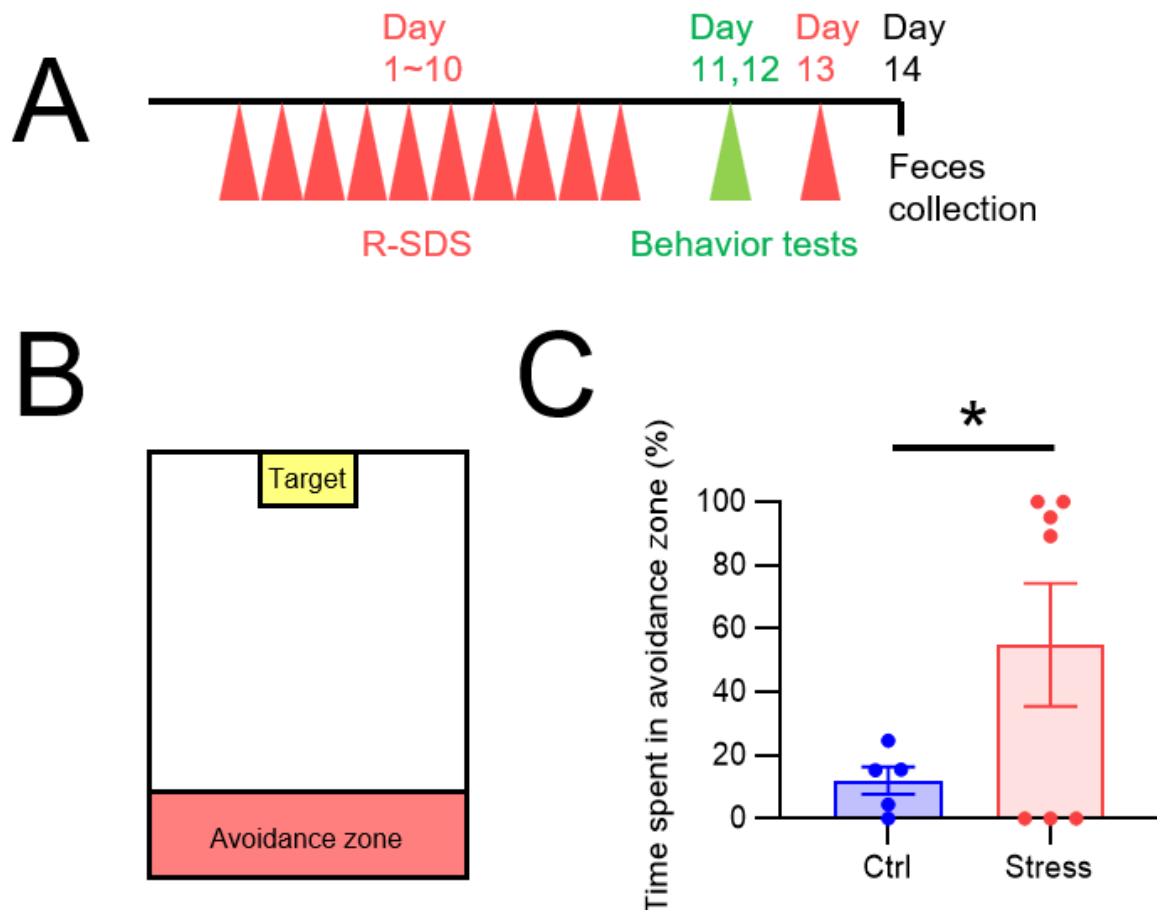 A
Day
1~10
Day
11,12
Day
13
Day
14
R-SDS
Behavior tests
Feces
collection
B
Target
Avoidance zone
C
*
Time spent in avoidance zone (%)
100
80
60
40
20
0
Ctrl
Stress